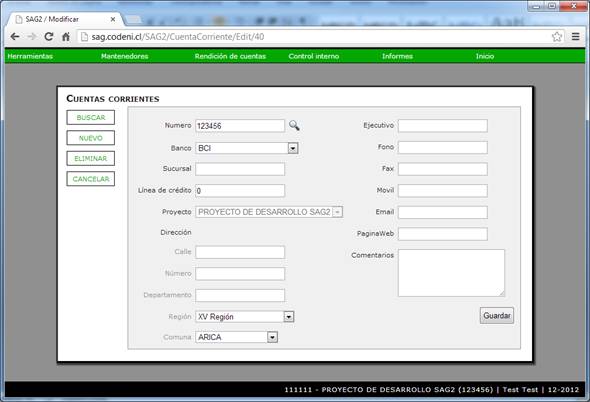 SAG2 / Modificar
sag.codeni.cl/SAG2/CuentaCorriente/Edit/40
Herramientas Mantenedores Rendición de cuentas Control interno Informes Inicio
Cuentas corrientes
BUSCAR
NUEVO
ELIMINAR
CANCELAR
Numero 123456
Banco BCI
Sucursal
Línea de crédito 0
Proyecto PROYECTO DE DESARROLLO SAG2
Dirección
Calle
Número
Departamento
Región XV Región
Comuna ARICA
Ejecutivo
Fono
Fax
Movil
Email
PaginaWeb
Comentarios
Guardar
111111 - PROYECTO DE DESARROLLO SAG2 (123456) | Test Test | 12-2012